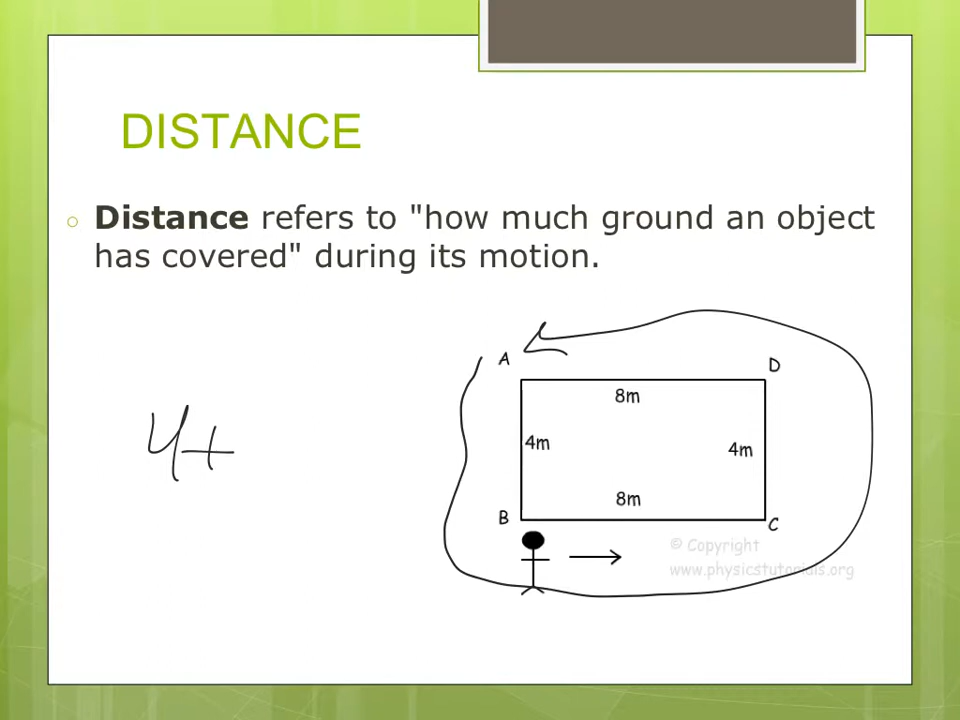 DISTANCE
Distance refers to "how much ground an object
has covered" during its motion.
A
D
8m
4m
4m
4+
8m
B
C
© Copyright
www.physicstutorials.org